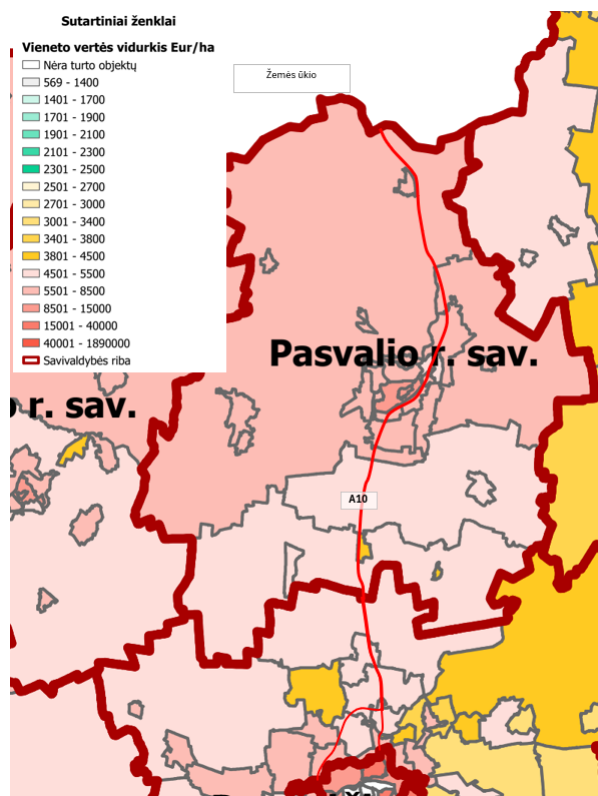 Sutartiniai ženklai
Vieneto vertės vidurkis Eur/ha
Nėra turto objektų
569 - 1400
1401 - 1700
1701 - 1900
1901 - 2100
2101 - 2300
2301 - 2500
2501 - 2700
2701 - 3000
3001 - 3400
3401 - 3800
3801 - 4500
4501 - 5500
5501 - 8500
8501 - 15000
15001 - 40000
40001 - 1890000
Savivaldybės riba
Žemės ūkio
Pasvalio r. sav.
o r. sav.
A10